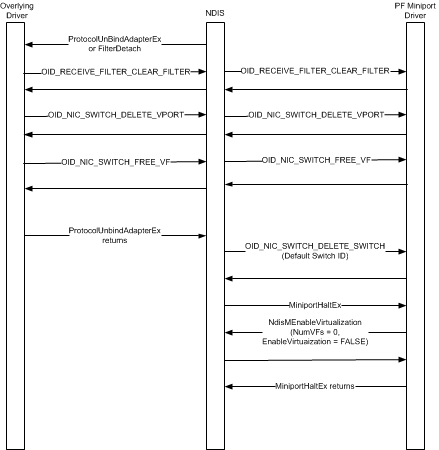 Overlying
Driver
NDIS
PF Miniport
Driver
ProtocolUnBindAdapterEx
or FilterDetach
OID_RECEIVE_FILTER_CLEAR_FILTER
OID_RECEIVE_FILTER_CLEAR_FILTER
OID_NIC_SWITCH_DELETE_VPORT
OID_NIC_SWITCH_DELETE_VPORT
OID_NIC_SWITCH_FREE_VF
OID_NIC_SWITCH_FREE_VF
ProtocolUnbindAdapterEx
returns
OID_NIC_SWITCH_DELETE_SWITCH
(Default Switch ID)
MiniportHaltEx
NdisMEnableVirtualization
(NumVFs = 0,
EnableVirtuaization = FALSE)
MiniportHaltEx returns